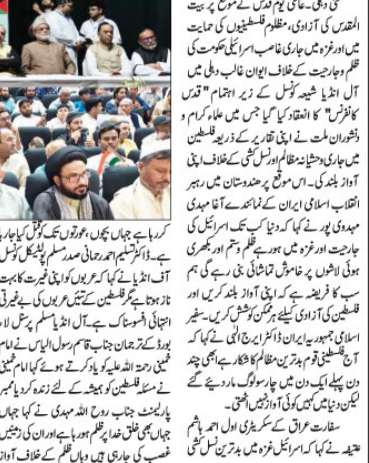 نئی دہلی۔ عالمی یوم قدس کے موقع پر بیت
المقدس کی آزادی، مظلوم فلسطینیوں کی حمایت
میں اور غزہ میں جاری غاصب اسرائیلی حکومت کی
ظلم و جارحیت کے خلاف ایوان غالب دہلی میں
آل انڈیا شیعہ کونسل کے زیر اہتمام "قدس
کانفرنس" کا انعقاد کیا گیا جس میں علماء کرام و
دانشوران ملت نے اپنی تقاریر کے ذریعہ فلسطین
میں جاری وحشیانہ مظالم اور نسل کشی کے خلاف اپنی
آواز بلند کی۔ اس موقع پر ہندوستان میں رہبر
انقلاب اسلامی ایران کے نمائندے آغا مہدی
مہدوی پور نے کہا کہ دنیا کب تک اسرائیل کی
جارحیت اور غزہ میں ہو رہے ظلم و ستم اور بکھری
ہوئی لاشوں پر خاموش تماشائی بنی رہے گی ہم
سب کا فریضہ ہے کہ اپنی آواز بلند کریں اور
فلسطین کی آزادی کیلئے ہر ممکن کوشش کریں۔ سفیر
اسلامی جمہوریہ ایران ڈاکٹر ایرج الٰہی نے کہا کہ
آج فلسطینی قوم بدترین مظالم کا شکار ہے ابھی چند
دن پہلے ایک دن میں چار سو لوگ مار دیئے گئے
لیکن دنیا میں کہیں کوئی آواز نہیں اٹھتی۔
سفارت عراق کے سکریٹری اول احمد ہاشم
عتیفہ نے کہا کہ اسرائیل غزہ میں بدترین نسل کشی
کر رہا ہے جہاں بچوں، عورتوں تک کو قتل کیا جا رہا
ہے۔ ڈاکٹر تسلیم احمد رحمانی صدر مسلم پولیٹیکل کونسل
آف انڈیا نے کہا کہ عربوں کو اپنی غیرت کا بہت
ناز ہوتا ہے مگر فلسطین کے تئیں عربوں کی بے غیرتی
انتہائی افسوسناک ہے۔ آل انڈیا مسلم پرسنل لاء
بورڈ کے ترجمان جناب قاسم رسول الیاس نے امام
خمینی رحمۃ اللہ علیہ کو یاد کرتے ہوئے کہا امام خمینی
نے مسئلہ فلسطین کو ہمیشہ کے لئے زندہ کر دیا ممبر
پارلیمنٹ جناب روح اللہ مہدی نے کہا جہاں
جہاں بھی خلق خدا پر ظلم ہو رہا ہے اور ان کی زمینیں
غصب کی جا رہی ہیں وہاں ظلم کے خلاف آواز